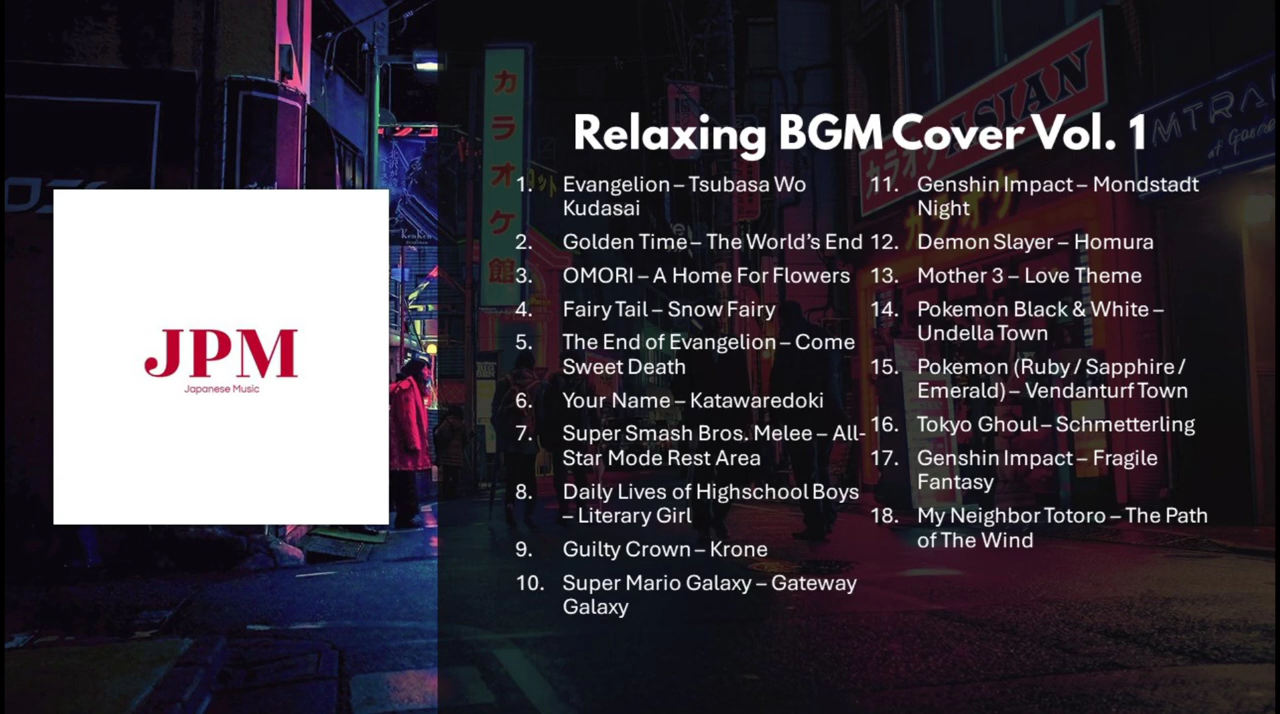 カラオケ館
カラオケ
ASIAN
JPM
Japanese Music
Relaxing BGM Cover Vol. 1
1. Evangelion – Tsubasa Wo
Kudasai
2. Golden Time – The World's End
3. OMORI – A Home For Flowers
4. Fairy Tail – Snow Fairy
5. The End of Evangelion – Come
Sweet Death
6. Your Name – Katawaredoki
7. Super Smash Bros. Melee – All-
Star Mode Rest Area
8. Daily Lives of Highschool Boys
– Literary Girl
9. Guilty Crown – Krone
10. Super Mario Galaxy – Gateway
Galaxy
11. Genshin Impact – Mondstadt
Night
12. Demon Slayer – Homura
13. Mother 3 – Love Theme
14. Pokemon Black & White –
Undella Town
15. Pokemon (Ruby / Sapphire /
Emerald) – Vendanturf Town
16. Tokyo Ghoul – Schmetterling
17. Genshin Impact – Fragile
Fantasy
18. My Neighbor Totoro – The Path
of The Wind